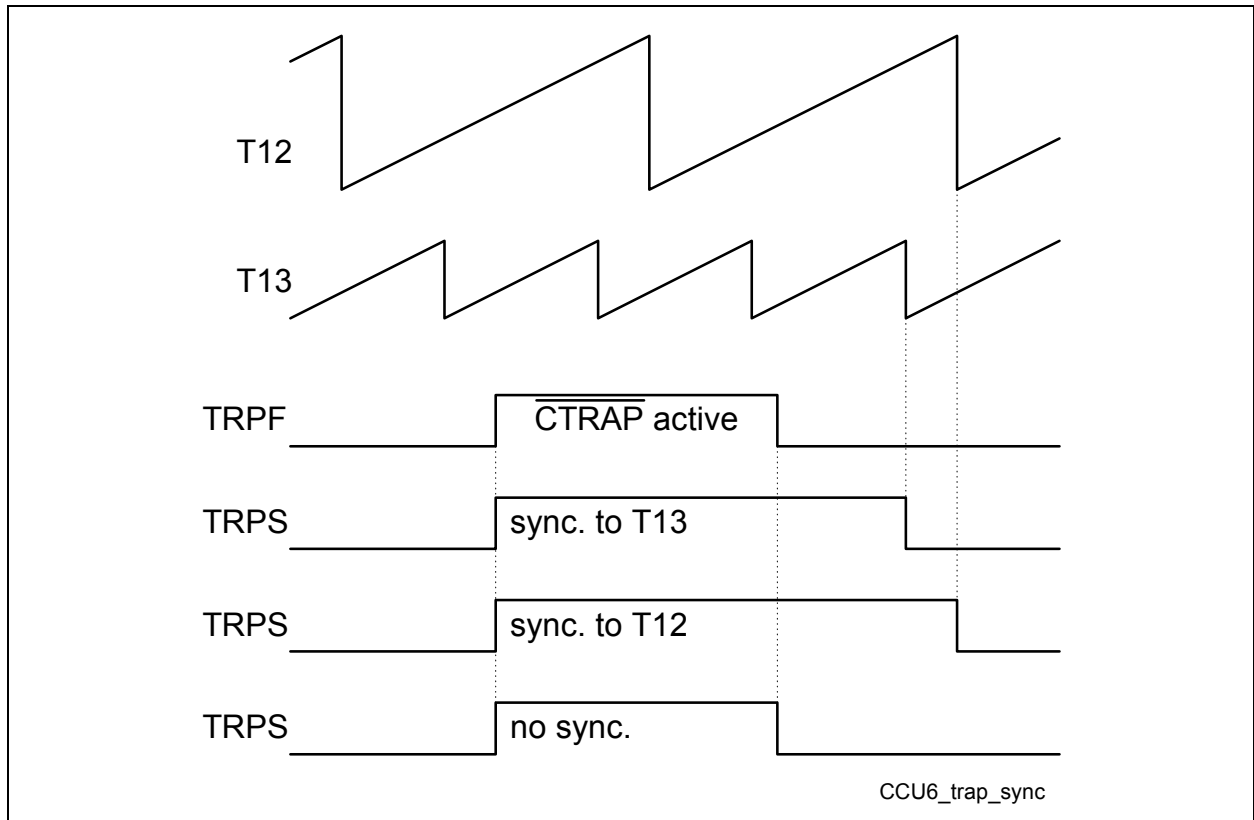 T12
T13
TRPF
CTRAP active
TRPS
sync. to T13
TRPS
sync. to T12
TRPS
no sync.
CCU6_trap_sync